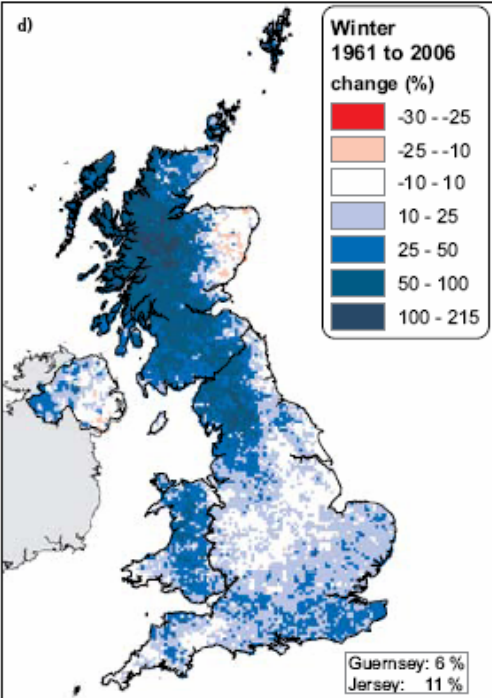 d)
Winter
1961 to 2006
change (%)
-30 - -25
-25 - -10
-10 - 10
10 - 25
25 - 50
50 - 100
100 - 215
Guernsey: 6 %
Jersey: 11 %